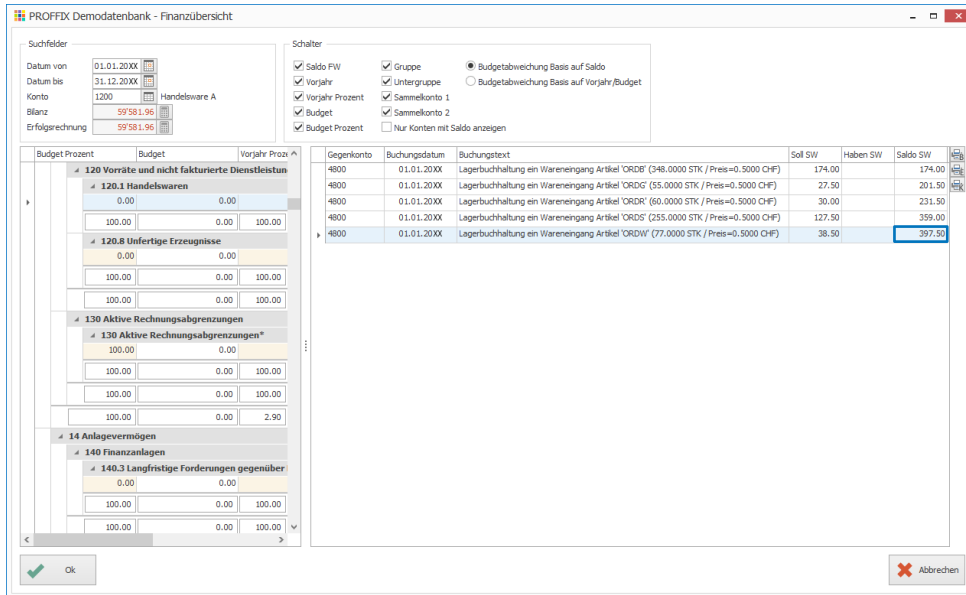 PROFFIX Demodatenbank - Finanzübersicht
Suchfelder
Datum von 01.01.20XX
Datum bis 31.12.20XX
Konto 1200 Handelsware A
Bilanz 59'581.96
Erfolgsrechnung 59'581.96
Schalter
Saldo FW Gruppe Budgetabweichung Basis auf Saldo
Vorjahr Untergruppe Budgetabweichung Basis auf Vorjahr/Budget
Vorjahr Prozent Sammelkonto 1
Budget Sammelkonto 2
Budget Prozent Nur Konten mit Saldo anzeigen
Budget Prozent Budget Vorjahr Proze
120 Vorräte und nicht fakturierte Dienstleistun
120.1 Handelswaren
0.00 0.00
100.00 0.00 100.00
120.8 Unfertige Erzeugnisse
0.00 0.00
100.00 0.00 100.00
100.00 0.00 100.00
130 Aktive Rechnungsabgrenzungen
130 Aktive Rechnungsabgrenzungen*
100.00 0.00
100.00 0.00 100.00
100.00 0.00 100.00
100.00 0.00 2.90
14 Anlagevermögen
140 Finanzanlagen
140.3 Langfristige Forderungen gegenüber
0.00 0.00
100.00 0.00 100.00
100.00 0.00 100.00
Gegenkonto Buchungsdatum Buchungstext Soll SW Haben SW Saldo SW
4800 01.01.20XX Lagerbuchhaltung ein Wareneingang Artikel 'ORDB' (348.0000 STK / Preis=0.5000 CHF) 174.00 174.00
4800 01.01.20XX Lagerbuchhaltung ein Wareneingang Artikel 'ORDG' (55.0000 STK / Preis=0.5000 CHF) 27.50 201.50
4800 01.01.20XX Lagerbuchhaltung ein Wareneingang Artikel 'ORDR' (60.0000 STK / Preis=0.5000 CHF) 30.00 231.50
4800 01.01.20XX Lagerbuchhaltung ein Wareneingang Artikel 'ORDS' (255.0000 STK / Preis=0.5000 CHF) 127.50 359.00
4800 01.01.20XX Lagerbuchhaltung ein Wareneingang Artikel 'ORDW' (77.0000 STK / Preis=0.5000 CHF) 38.50 397.50
Ok
Abbrechen